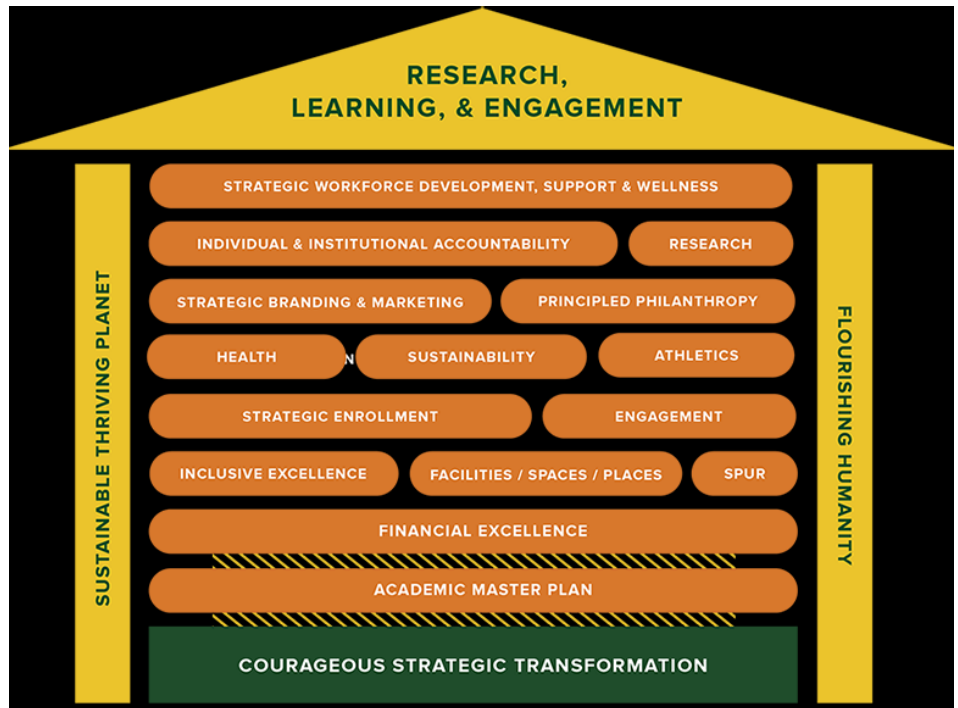 RESEARCH,
LEARNING, & ENGAGEMENT
SUSTAINABLE THRIVING PLANET
STRATEGIC WORKFORCE DEVELOPMENT, SUPPORT & WELLNESS
INDIVIDUAL & INSTITUTIONAL ACCOUNTABILITY
RESEARCH
STRATEGIC BRANDING & MARKETING
PRINCIPLED PHILANTHROPY
HEALTH
N
SUSTAINABILITY
ATHLETICS
STRATEGIC ENROLLMENT
ENGAGEMENT
INCLUSIVE EXCELLENCE
FACILITIES / SPACES / PLACES
SPUR
FINANCIAL EXCELLENCE
ACADEMIC MASTER PLAN
COURAGEOUS STRATEGIC TRANSFORMATION
FLOURISHING HUMANITY